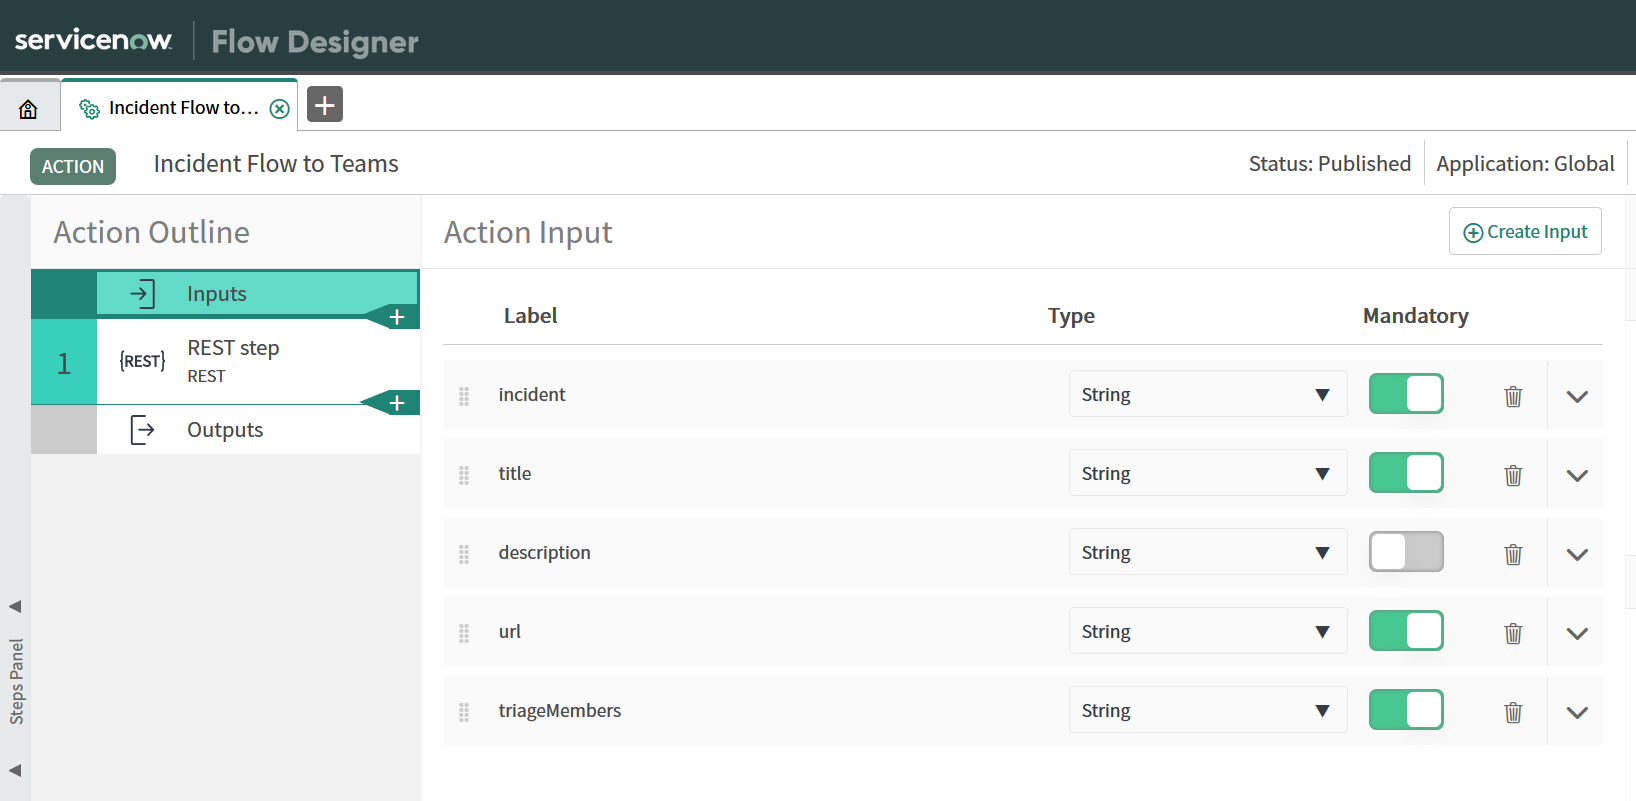 servicenow Flow Designer
Incident Flow to...
ACTION Incident Flow to Teams Status: Published Application: Global
Action Outline
Inputs
1 {REST} REST step
REST
Outputs
Steps Panel
Action Input Create Input
Label Type Mandatory
incident String
title String
description String
url String
triageMembers String